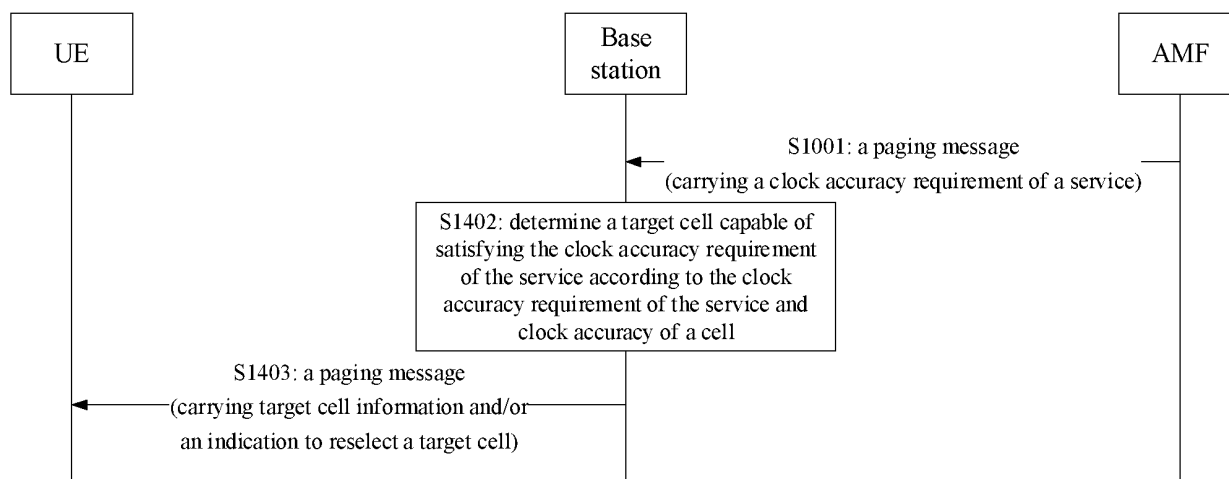 UE
Base
station
AMF
S1001: a paging message
(carrying a clock accuracy requirement of a service)
S1402: determine a target cell capable of
satisfying the clock accuracy requirement
of the service according to the clock
accuracy requirement of the service and
clock accuracy of a cell
S1403: a paging message
(carrying target cell information and/or
an indication to reselect a target cell)